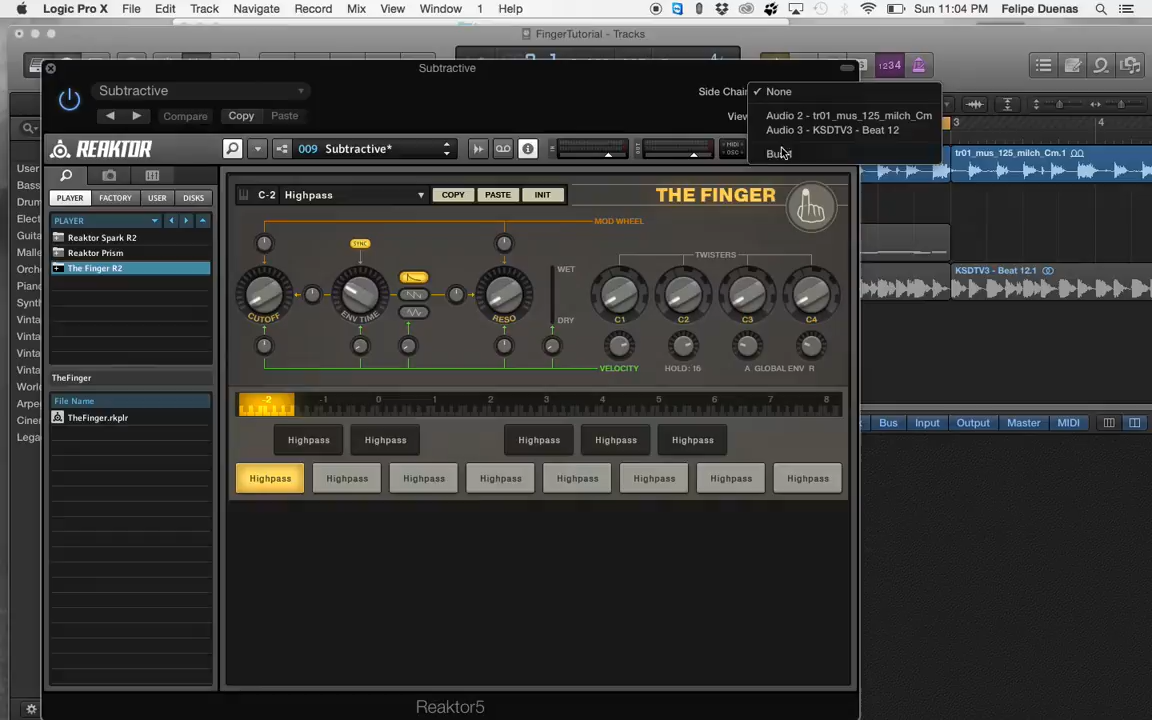 Logic Pro X File Edit Track Navigate Record Mix View Window 1 Help
Sun 11:04 PM Felipe Duenas
FingerTutorial - Tracks
Subtractive
1234
Subtractive
Side Chain
None
Compare Copy Paste
View
Audio 2 - tr01_mus_125_milch_Cm
Audio 3 - KSDTV3 - Beat 12
3 4
REAKTOR
009 Subtractive*
MIDI
OSC
tr01_mus_125_milch_Cm.1
PLAYER FACTORY USER DISKS
C-2 Highpass
COPY PASTE INIT
THE FINGER
PLAYER
MOD WHEEL
Reaktor Spark R2
Reaktor Prism
The Finger R2
SYNC
TWISTERS
WET
DRY
CUTOFF
ENV TIME
RESO
C1 C2 C3 C4
KSDTV3 - Beat 12.1
VELOCITY HOLD: 16 A GLOBAL ENV R
TheFinger
File Name
TheFinger.rkplr
-2 -1 0 1 2 3 4 5 6 7 8
Highpass Highpass Highpass Highpass Highpass
Highpass Highpass Highpass Highpass Highpass Highpass Highpass Highpass
Bus Input Output Master MIDI
User
Bass
Drum
Elect
Guita
Malle
Orche
Piano
Synth
Vinta
Vinta
Vinta
Vinta
World
Arpe
Cine
Lega
Reaktor5